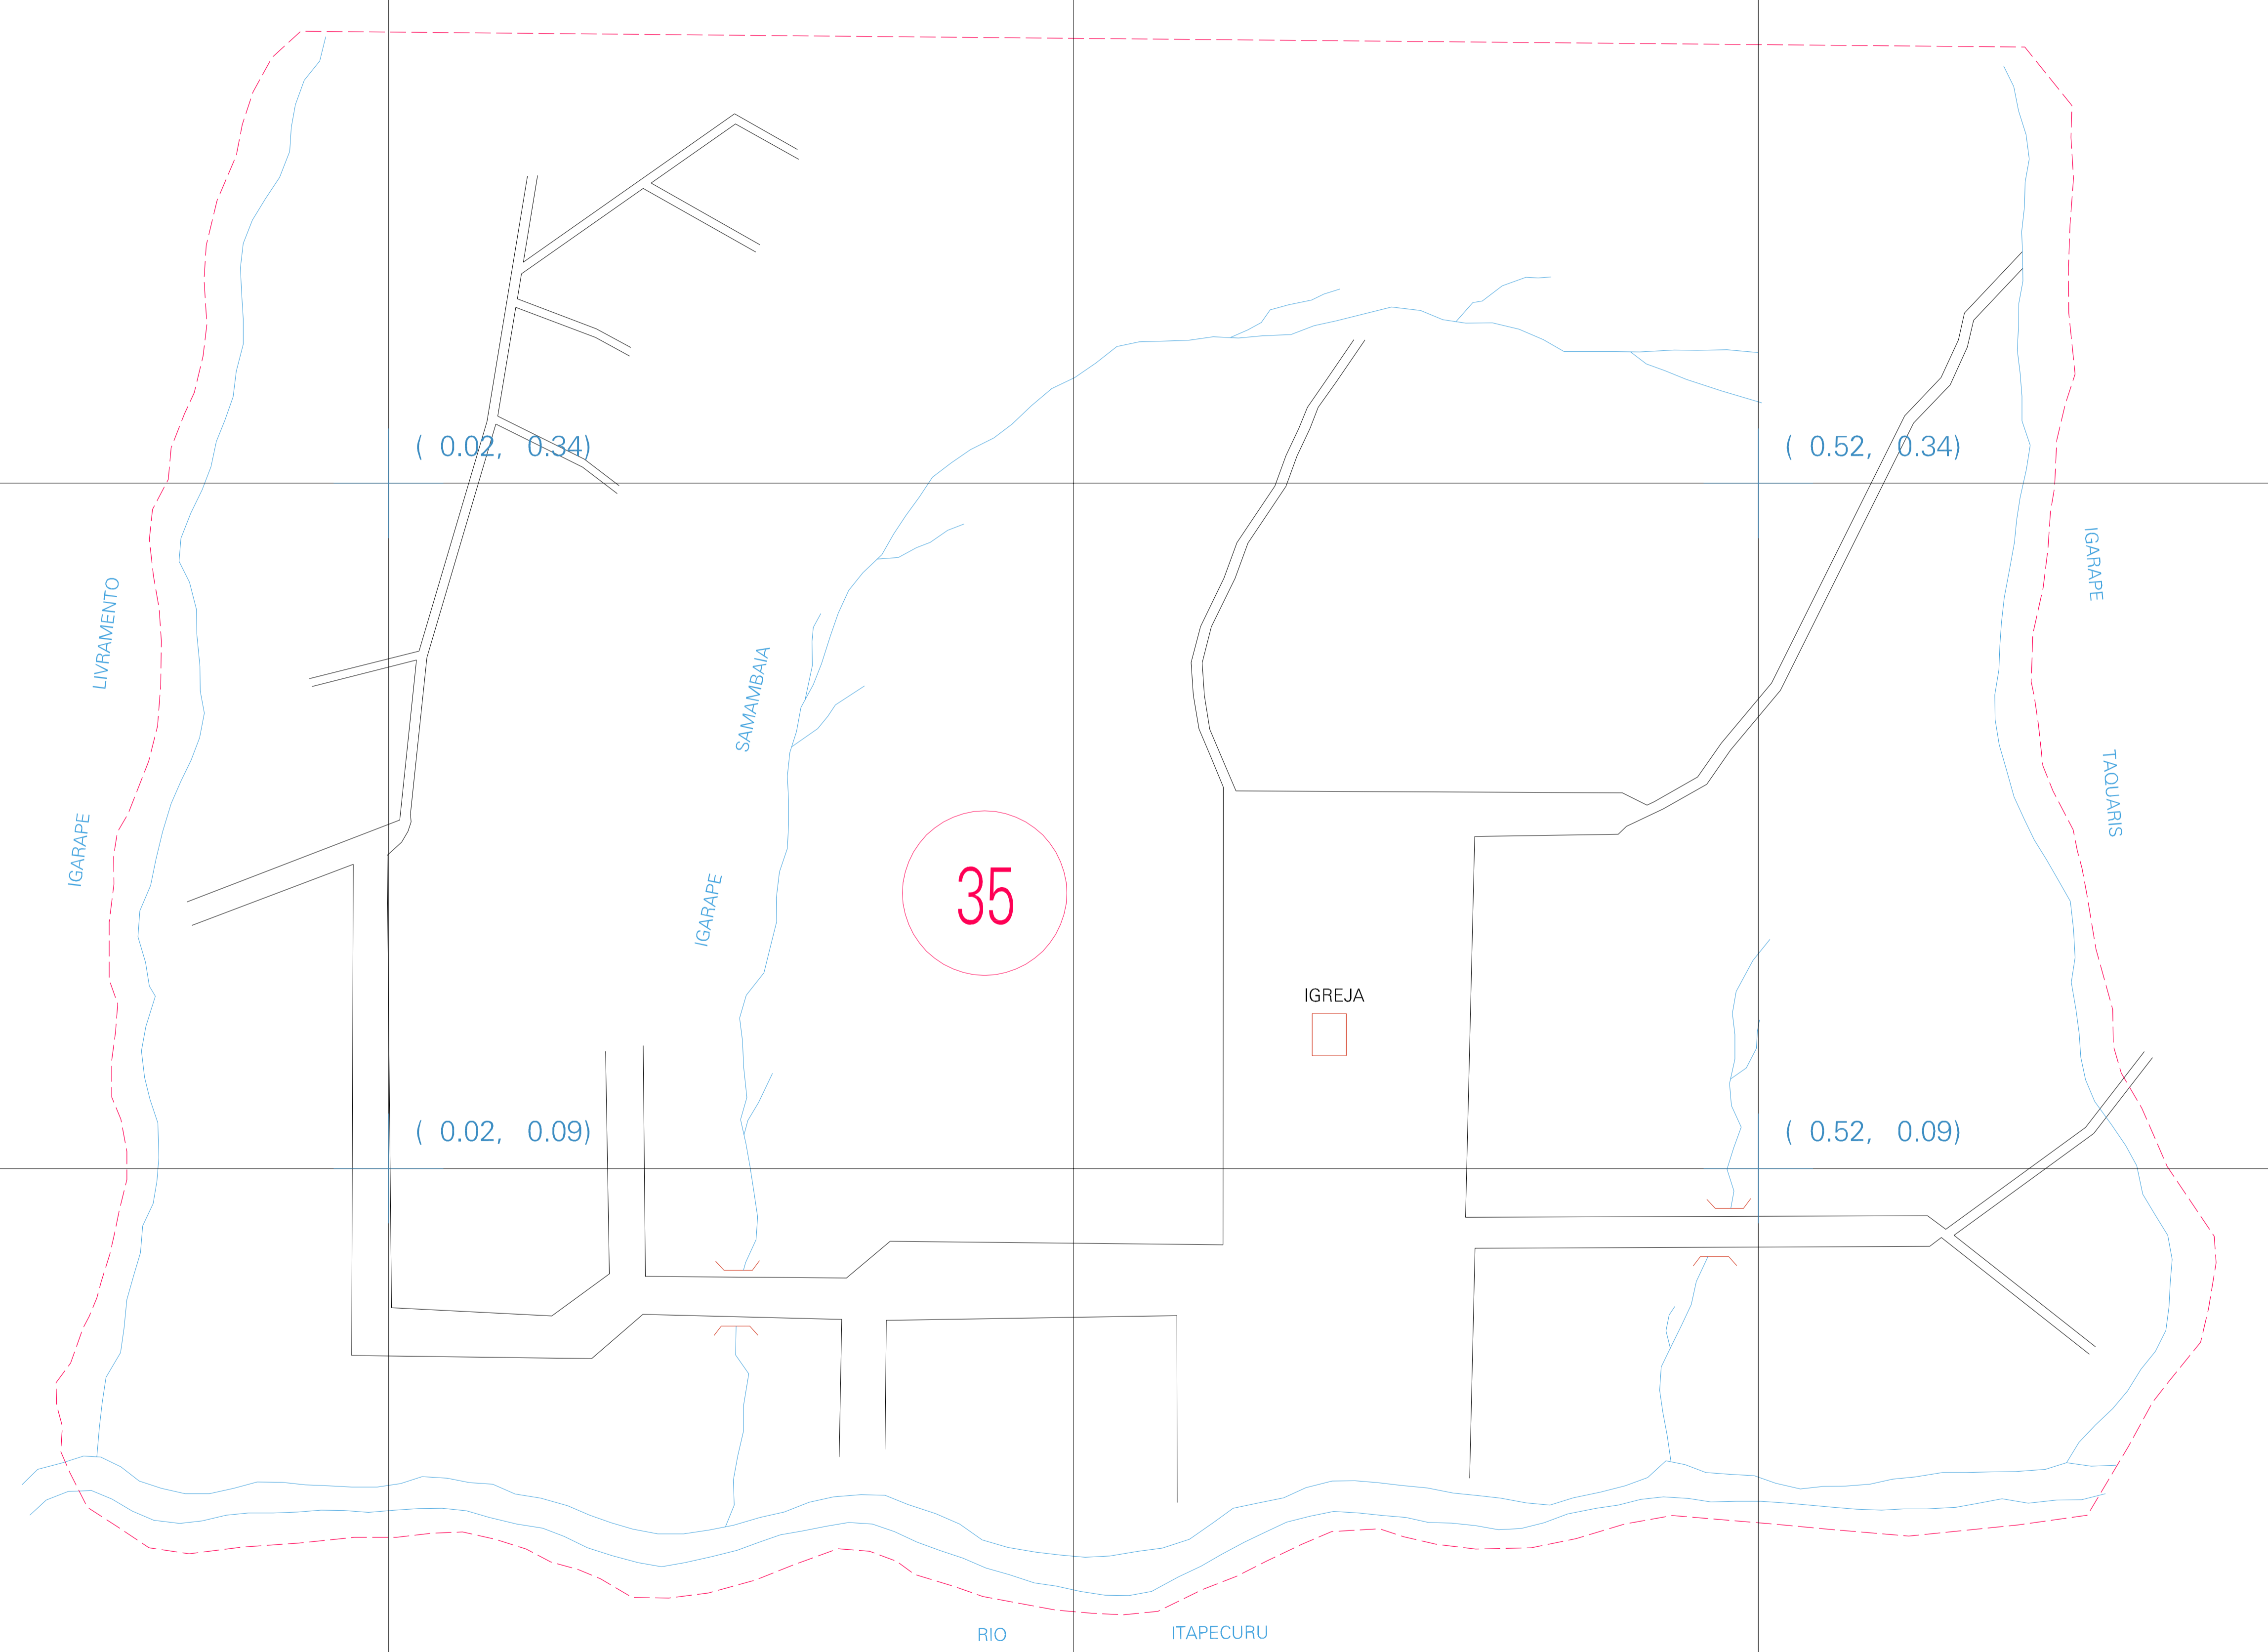 ( 0.02, 0.34)
( 0.52, 0.34)
IGARAPE LIVRAMENTO
IGARAPE SAMAMBAIA
IGARAPE TAQUARIS
35
IGREJA
( 0.02, 0.09)
( 0.52, 0.09)
RIO ITAPECURU